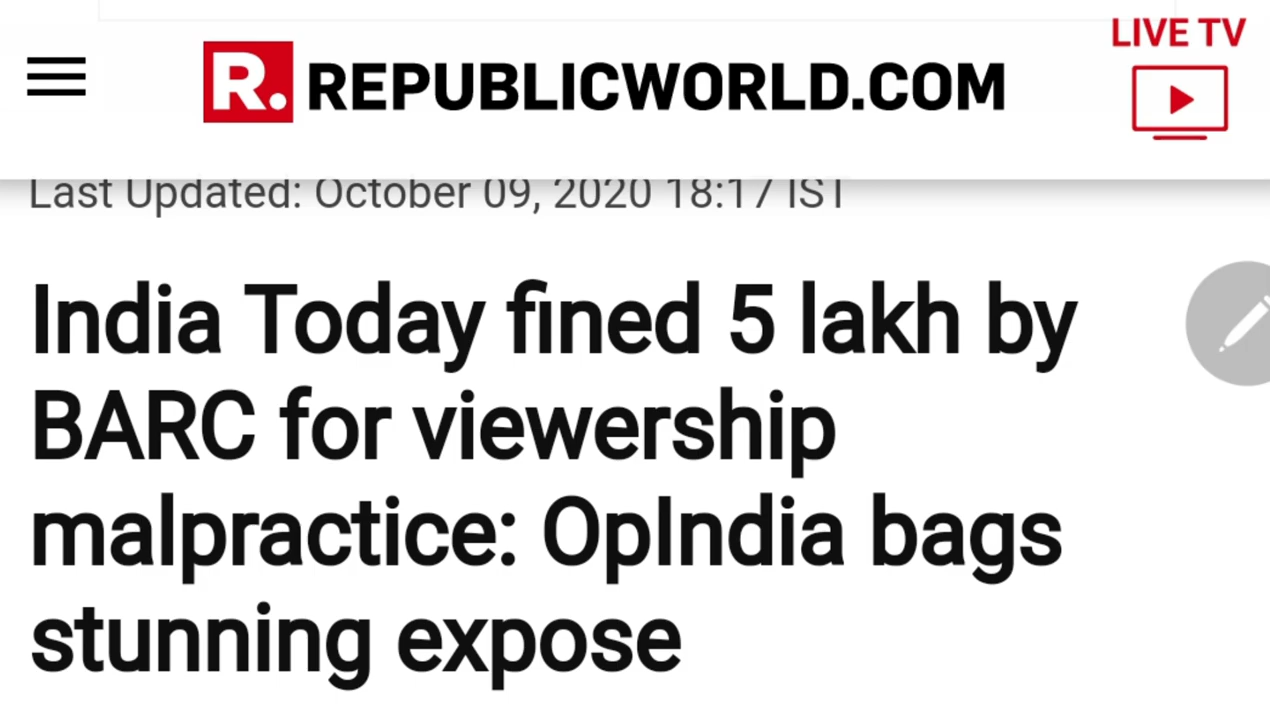 LIVE TV
R. REPUBLICWORLD.COM
Last Updated: October 09, 2020 18:17 IST
India Today fined 5 lakh by
BARC for viewership
malpractice: OpIndia bags
stunning expose